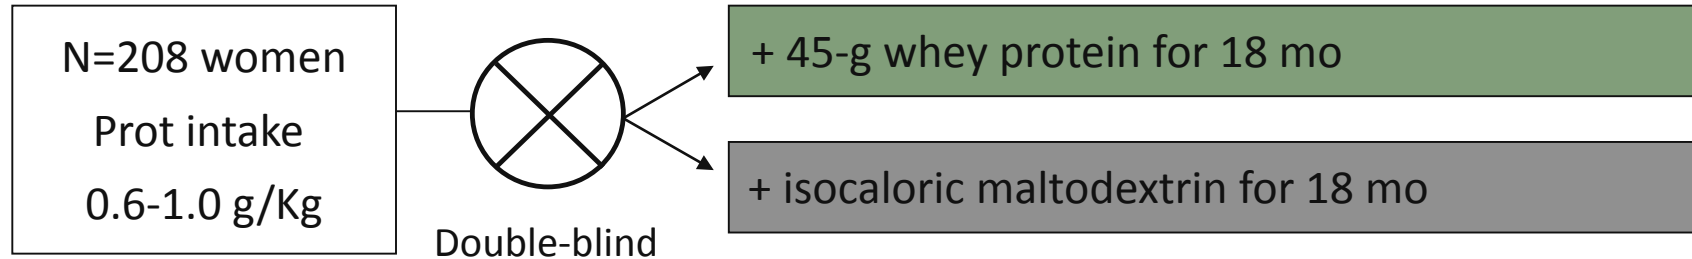 N=208 women
Prot intake
0.6-1.0 g/Kg
Double-blind
+ 45-g whey protein for 18 mo
+ isocaloric maltodextrin for 18 mo